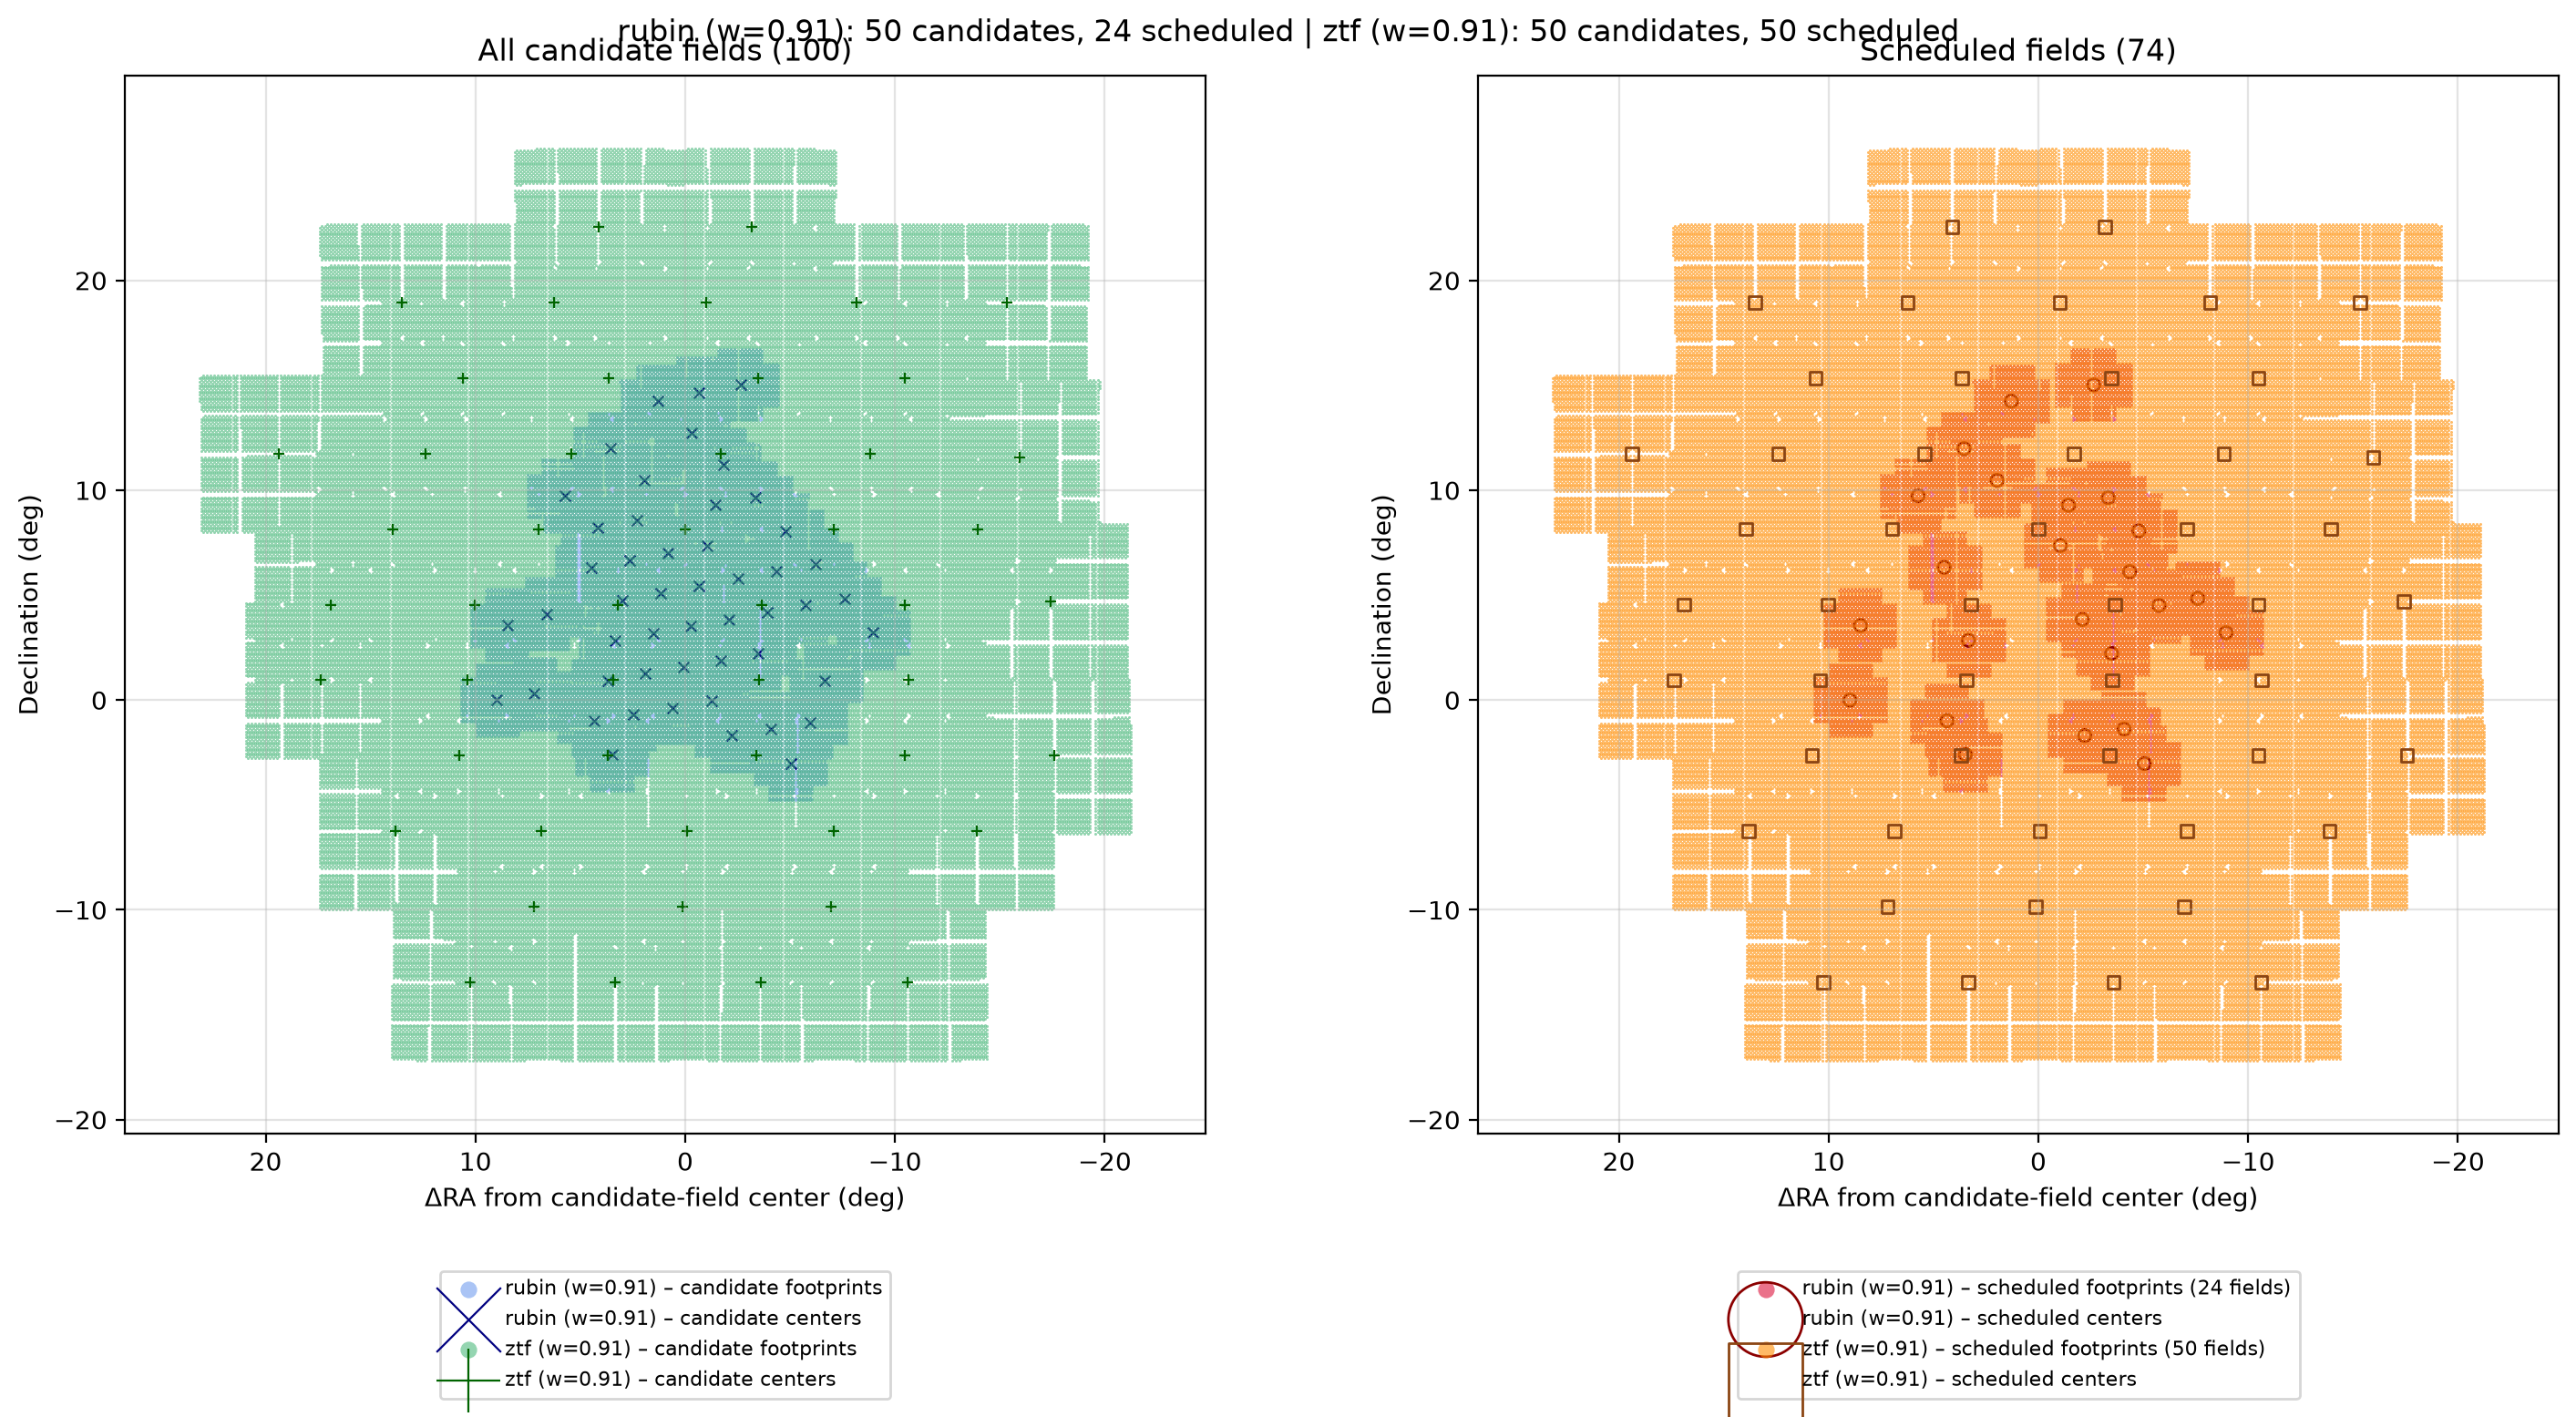 rubin (w=0.91): 50 candidates, 24 scheduled | ztf (w=0.91): 50 candidates, 50 scheduled
All candidate fields (100)
Scheduled fields (74)
Declination (deg)
20
10
0
−10
−20
20
10
0
−10
−20
ΔRA from candidate-field center (deg)
rubin (w=0.91) – candidate footprints
rubin (w=0.91) – candidate centers
ztf (w=0.91) – candidate footprints
ztf (w=0.91) – candidate centers
Declination (deg)
20
10
0
−10
−20
20
10
0
−10
−20
ΔRA from candidate-field center (deg)
rubin (w=0.91) – scheduled footprints (24 fields)
rubin (w=0.91) – scheduled centers
ztf (w=0.91) – scheduled footprints (50 fields)
ztf (w=0.91) – scheduled centers